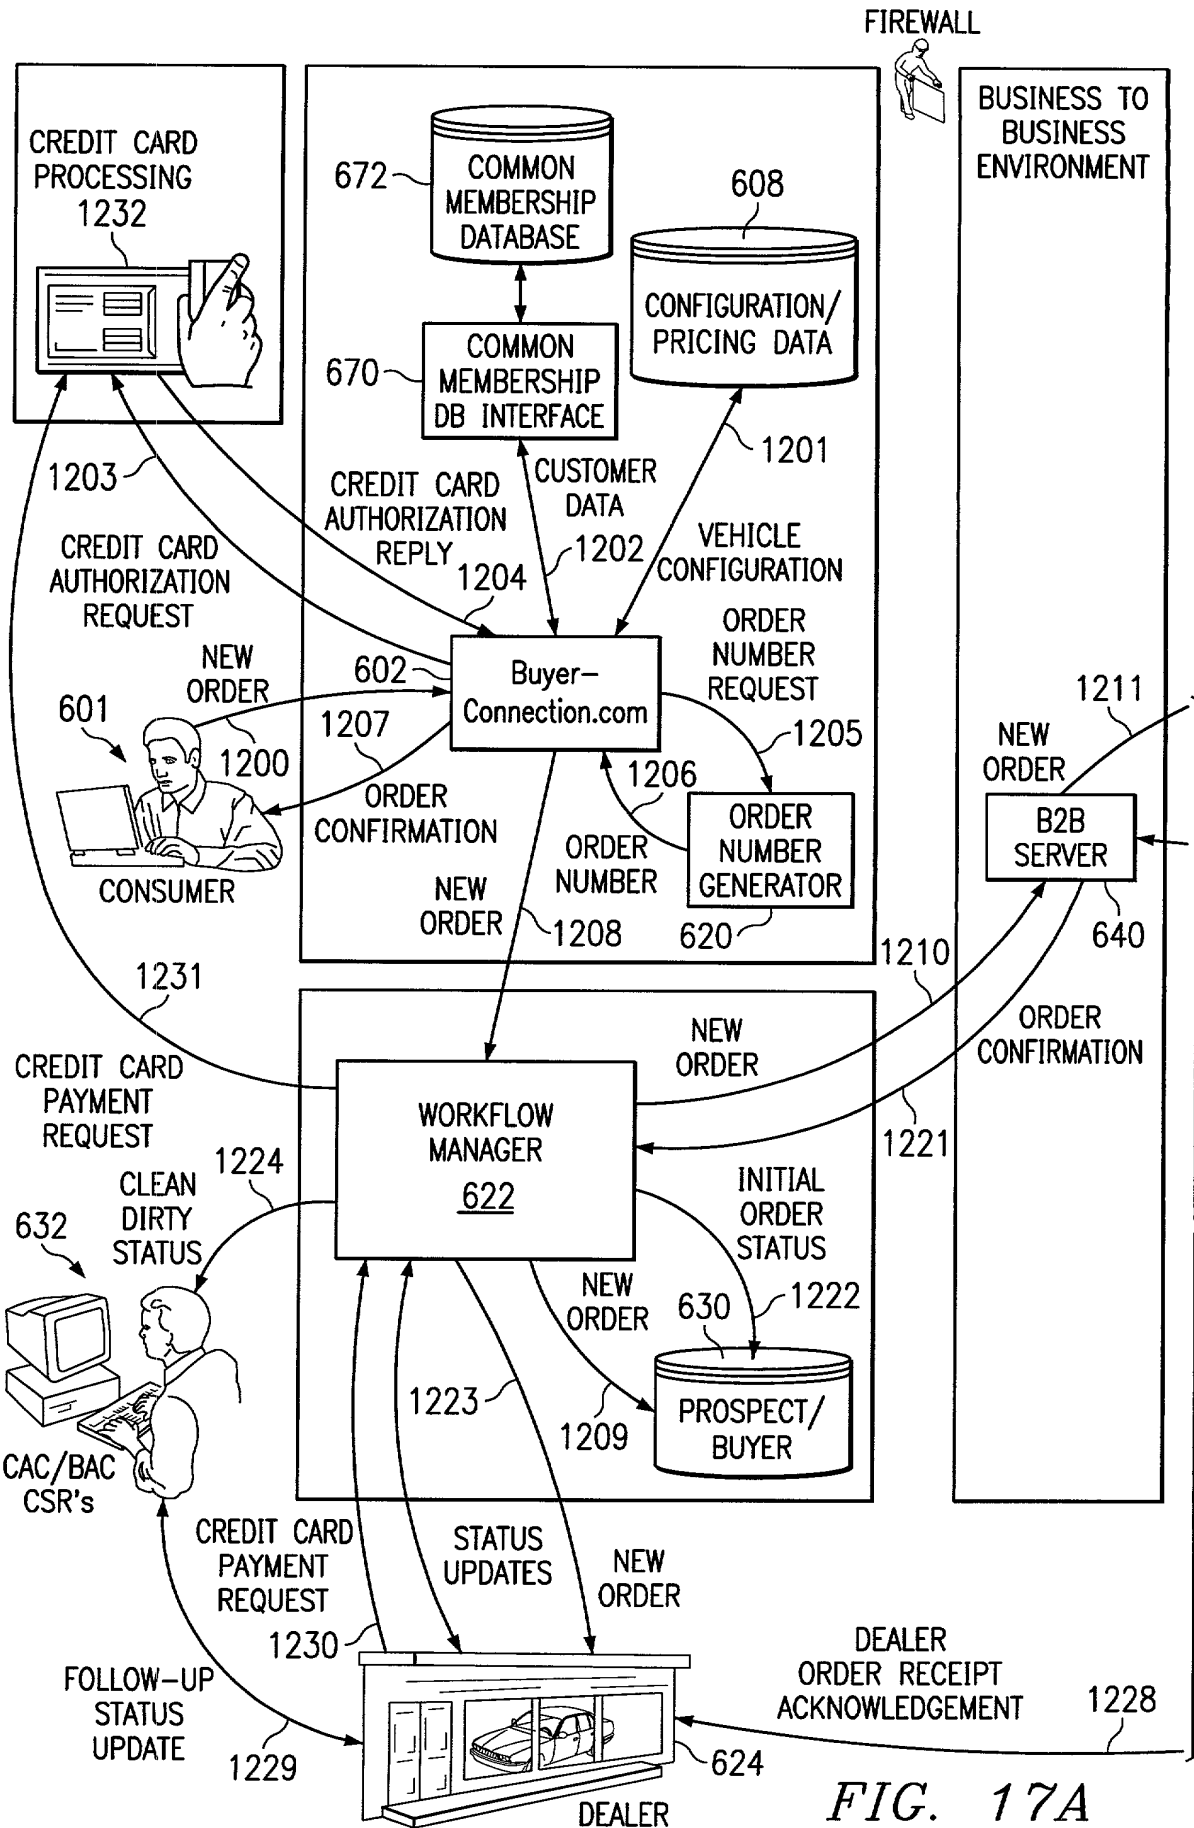 FIREWALL
CREDIT CARD
PROCESSING
1232
672
COMMON
MEMBERSHIP
DATABASE
608
CONFIGURATION/
PRICING DATA
670
COMMON
MEMBERSHIP
DB INTERFACE
BUSINESS TO
BUSINESS
ENVIRONMENT
1201
1203
CREDIT CARD
AUTHORIZATION
REQUEST
CREDIT CARD
AUTHORIZATION
REPLY
1204
CUSTOMER
DATA
1202
VEHICLE
CONFIGURATION
NEW
ORDER
601
1200
602
Buyer–
Connection.com
1207
ORDER
CONFIRMATION
CONSUMER
ORDER
NUMBER
REQUEST
1205
1206
ORDER
NUMBER
ORDER
NUMBER
GENERATOR
620
NEW
ORDER
1208
1211
NEW
ORDER
B2B
SERVER
640
1210
NEW
ORDER
ORDER
CONFIRMATION
1221
1231
CREDIT CARD
PAYMENT
REQUEST
WORKFLOW
MANAGER
622
1224
CLEAN
DIRTY
STATUS
632
CAC/BAC
CSR's
INITIAL
ORDER
STATUS
1222
NEW
ORDER
630
1209
PROSPECT/
BUYER
1223
CREDIT CARD
PAYMENT
REQUEST
1230
STATUS
UPDATES
NEW
ORDER
FOLLOW–UP
STATUS
UPDATE
1229
DEALER
ORDER RECEIPT
ACKNOWLEDGEMENT
1228
624
DEALER
FIG. 17A